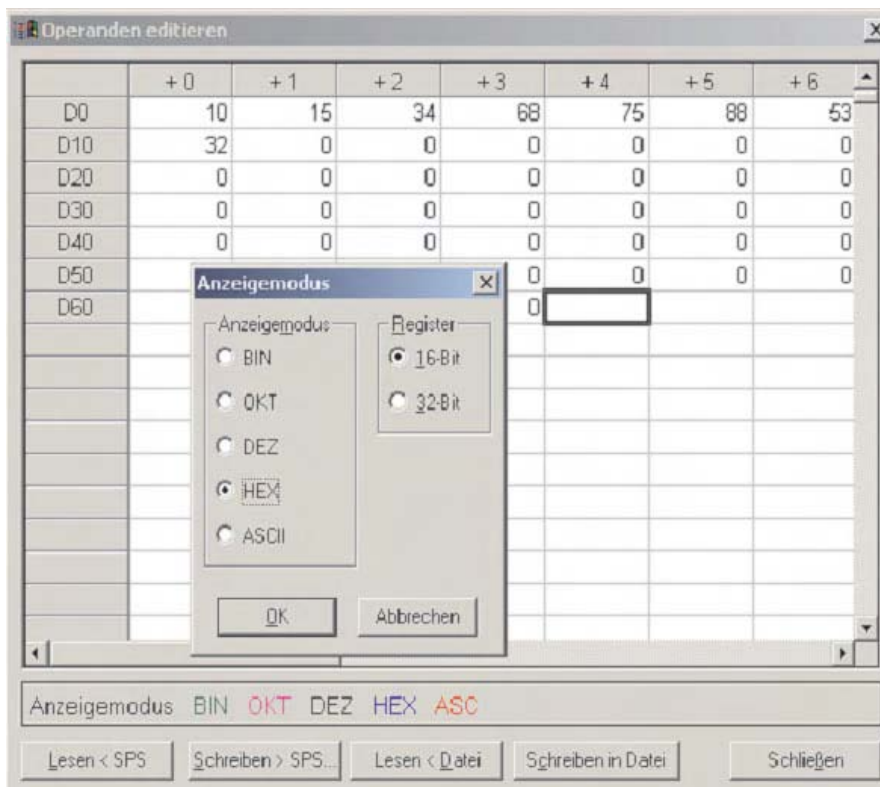 Operanden editieren
+ 0 + 1 + 2 + 3 + 4 + 5 + 6
D0 10 15 34 68 75 88 53
D10 32 0 0 0 0 0 0
D20 0 0 0 0 0 0 0
D30 0 0 0 0 0 0 0
D40 0 0 0 0 0 0 0
D50 0 0 0 0
D60 0
Anzeigemodus
Anzeigemodus
BIN
OKT
DEZ
HEX
ASCII
Register
16-Bit
32-Bit
OK Abbrechen
Anzeigemodus BIN OKT DEZ HEX ASC
Lesen < SPS Schreiben > SPS... Lesen < Datei Schreiben in Datei Schließen